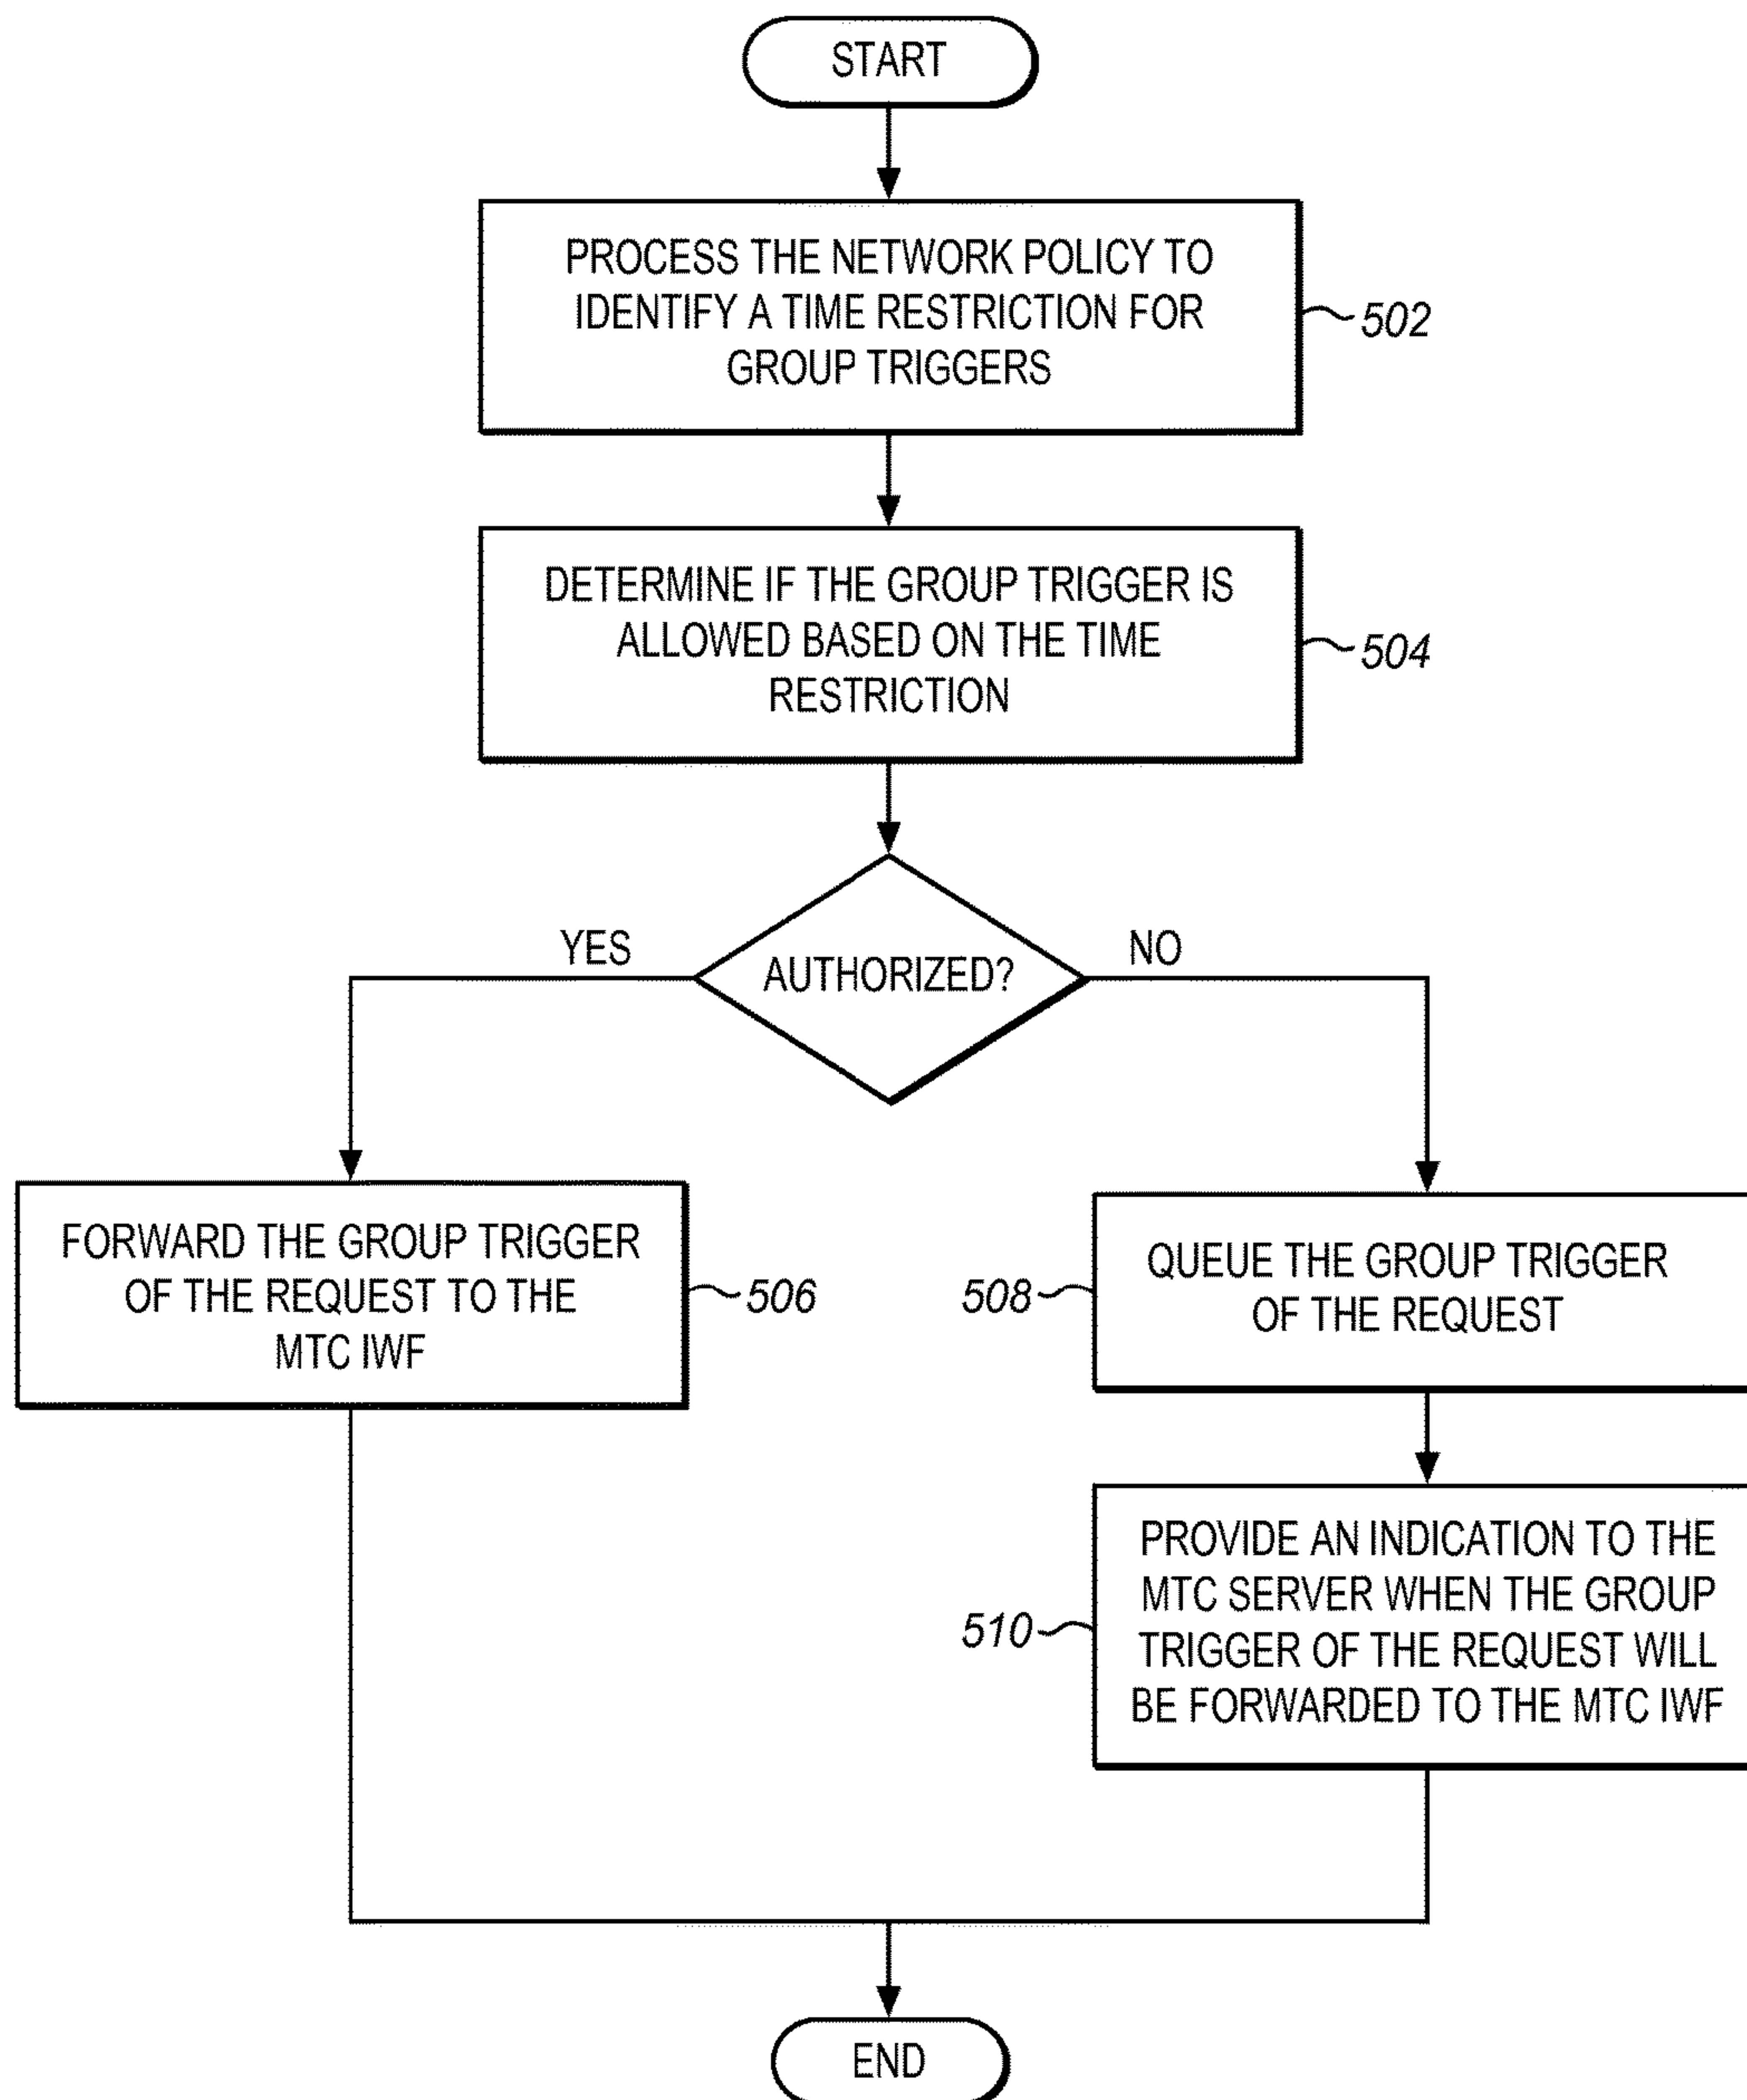 START
PROCESS THE NETWORK POLICY TO
IDENTIFY A TIME RESTRICTION FOR
GROUP TRIGGERS
502
DETERMINE IF THE GROUP TRIGGER IS
ALLOWED BASED ON THE TIME
RESTRICTION
504
AUTHORIZED?
YES
NO
FORWARD THE GROUP TRIGGER
OF THE REQUEST TO THE
MTC IWF
506
508
QUEUE THE GROUP TRIGGER
OF THE REQUEST
510
PROVIDE AN INDICATION TO THE
MTC SERVER WHEN THE GROUP
TRIGGER OF THE REQUEST WILL
BE FORWARDED TO THE MTC IWF
END